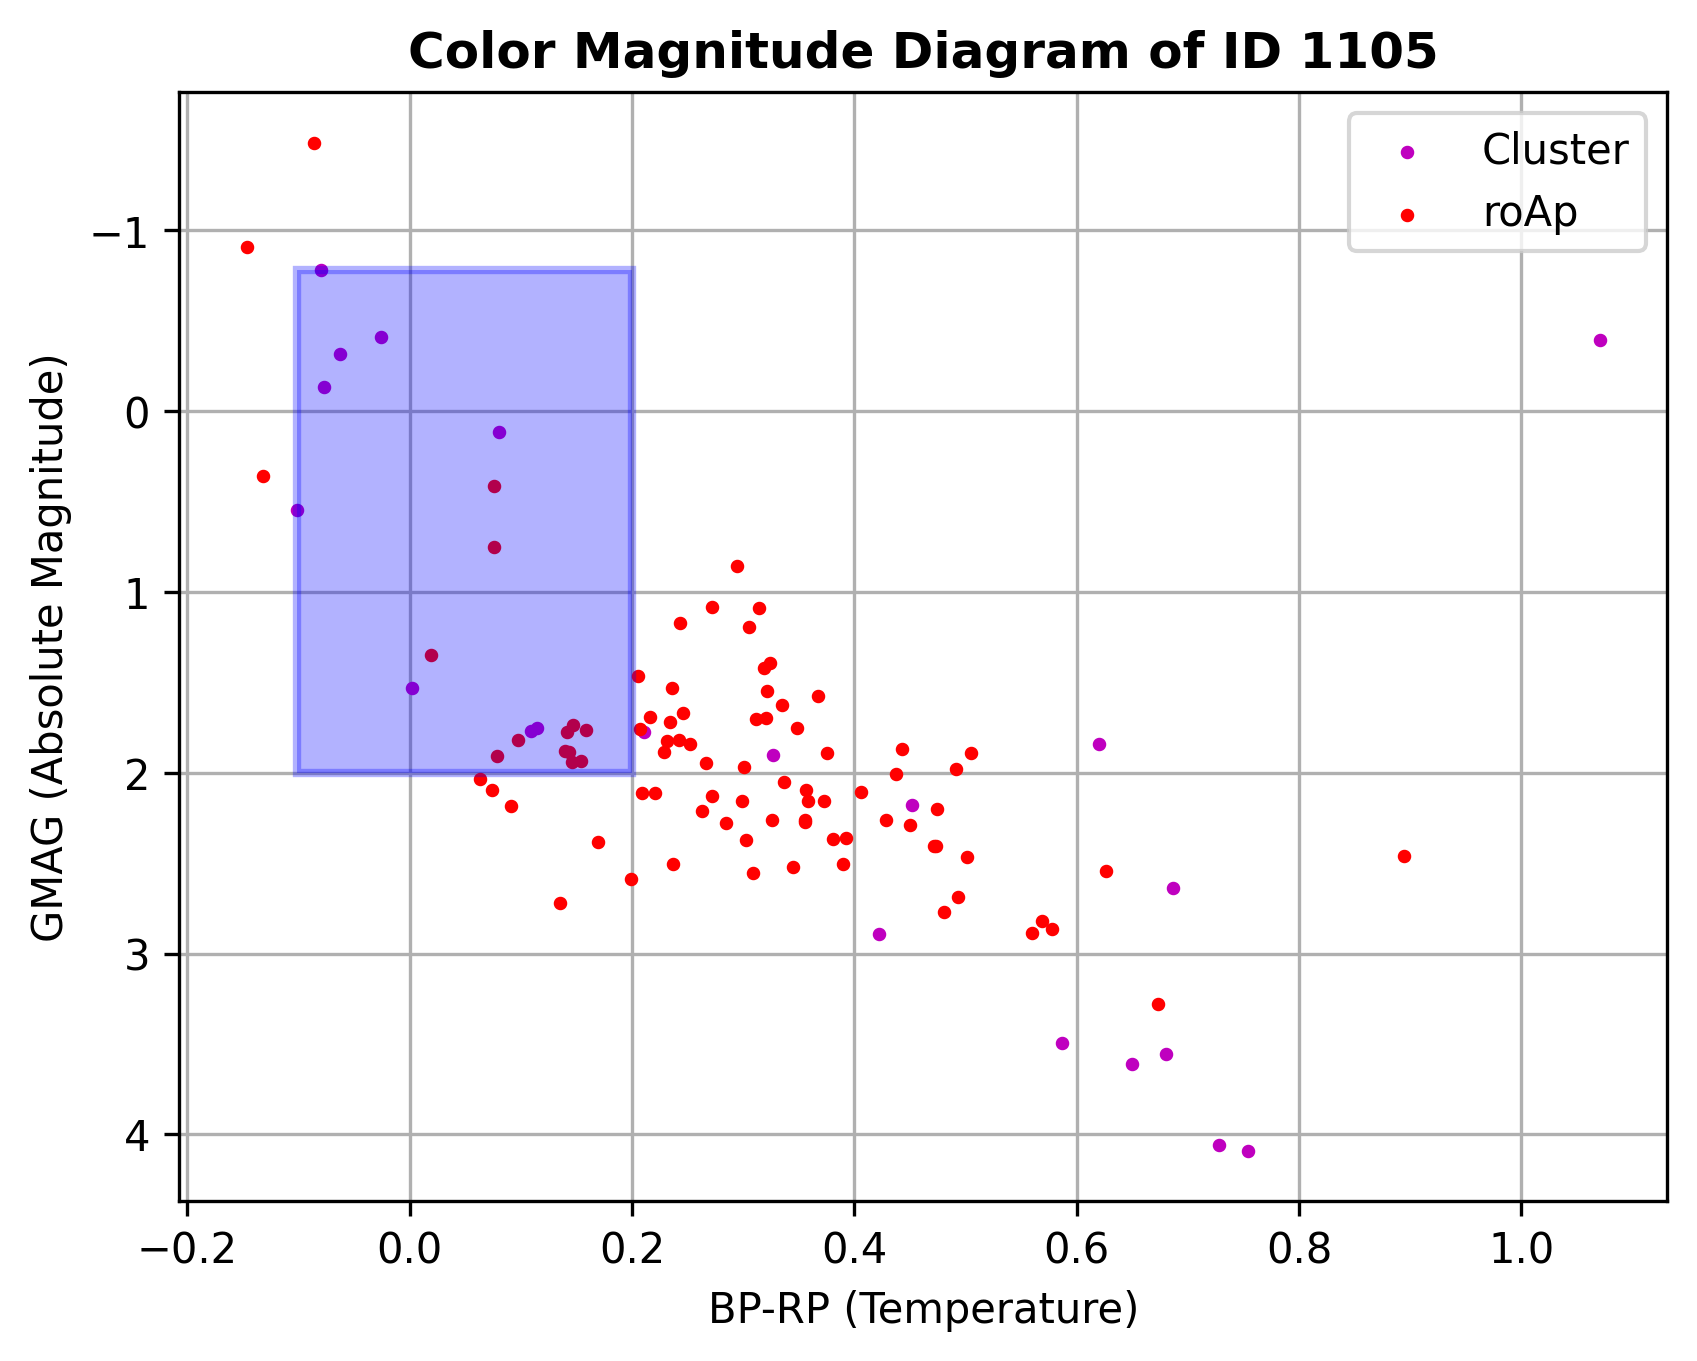 Color Magnitude Diagram of ID 1105
Cluster
roAp
GMAG (Absolute Magnitude)
−1
0
1
2
3
4
−0.2 0.0 0.2 0.4 0.6 0.8 1.0
BP-RP (Temperature)